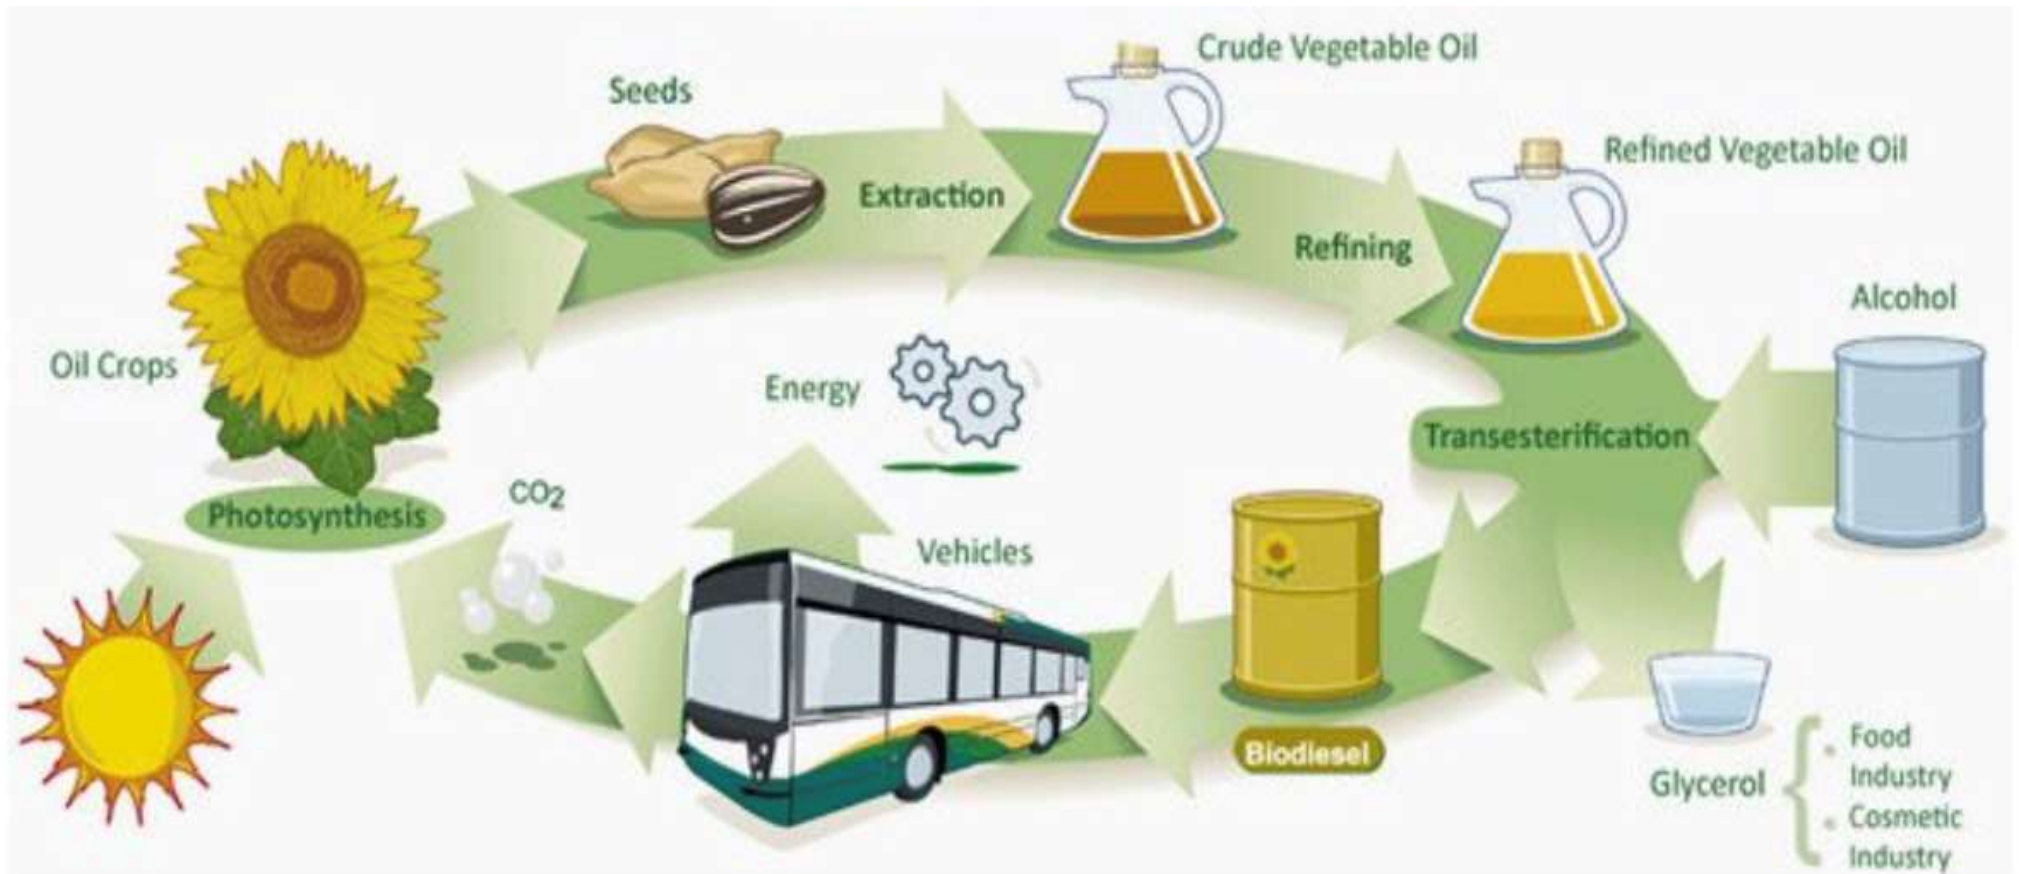 Crude Vegetable Oil
Seeds
Refined Vegetable Oil
Extraction
Refining
Alcohol
Oil Crops
Energy
Transesterification
Photosynthesis
CO2
Vehicles
Biodiesel
Glycerol
Food
Industry
Cosmetic
Industry